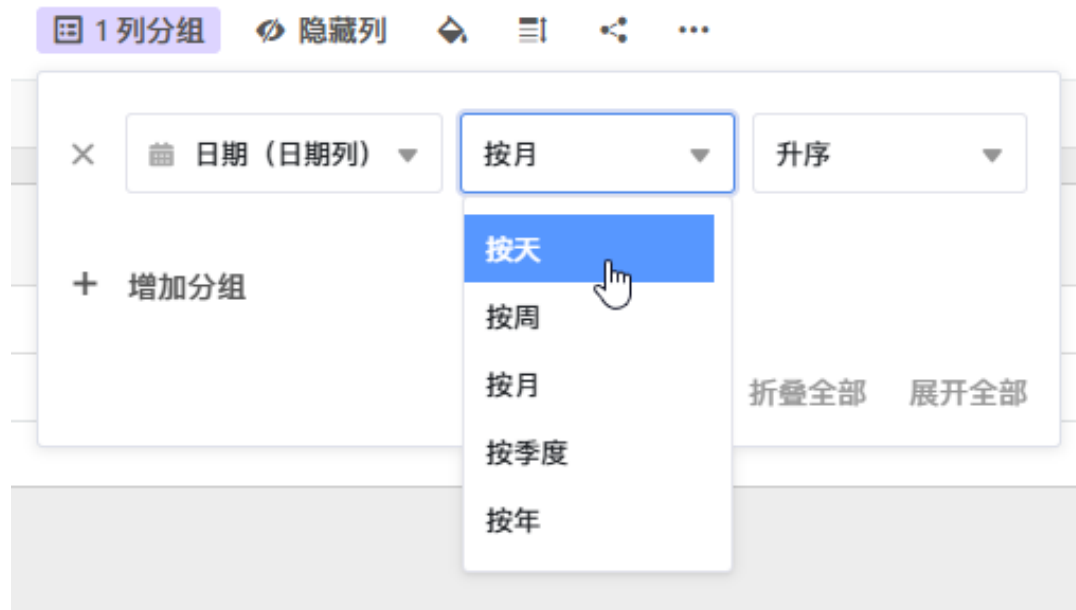 1 列分组 隐藏列
日期（日期列） 按月 升序
按天
增加分组
按周
按月
折叠全部 展开全部
按季度
按年